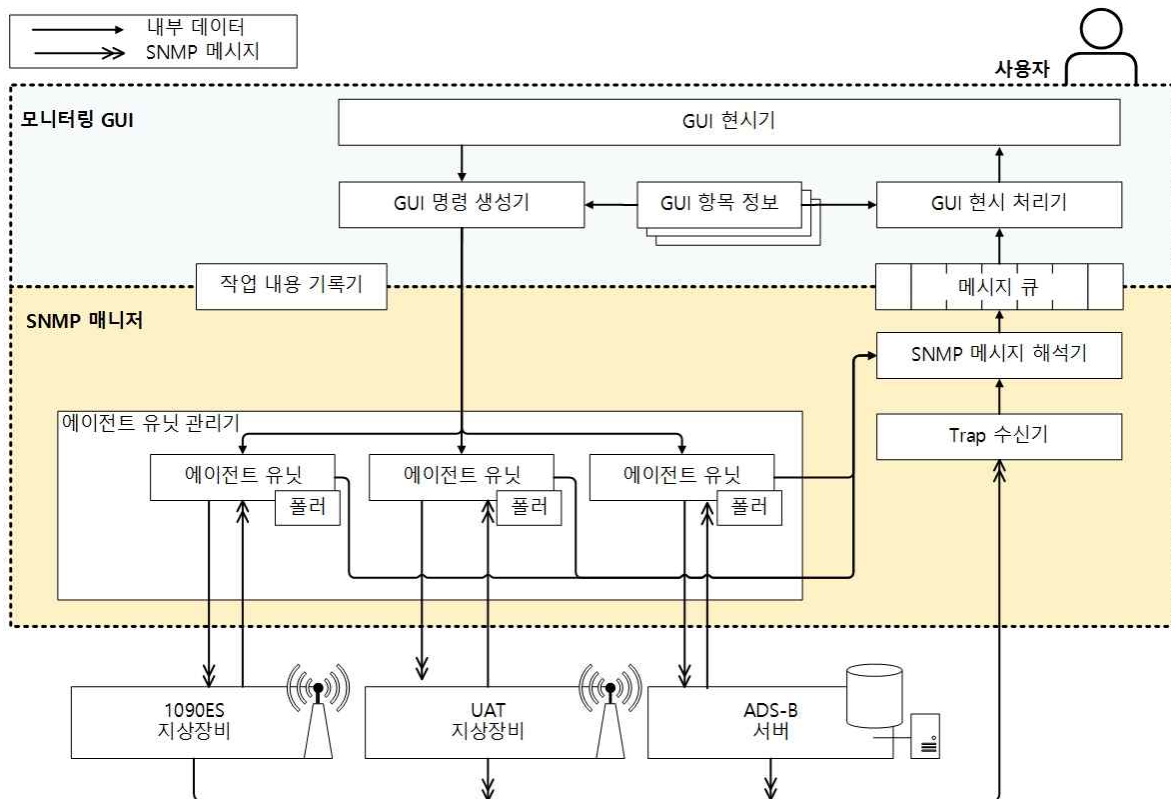 내부 데이터
SNMP 메시지
사용자
모니터링 GUI
GUI 현시기
GUI 명령 생성기
GUI 항목 정보
GUI 현시 처리기
작업 내용 기록기
메시지 큐
SNMP 매니저
SNMP 메시지 해석기
에이전트 유닛 관리기
Trap 수신기
에이전트 유닛
에이전트 유닛
에이전트 유닛
폴러
폴러
폴러
1090ES
지상장비
UAT
지상장비
ADS-B
서버